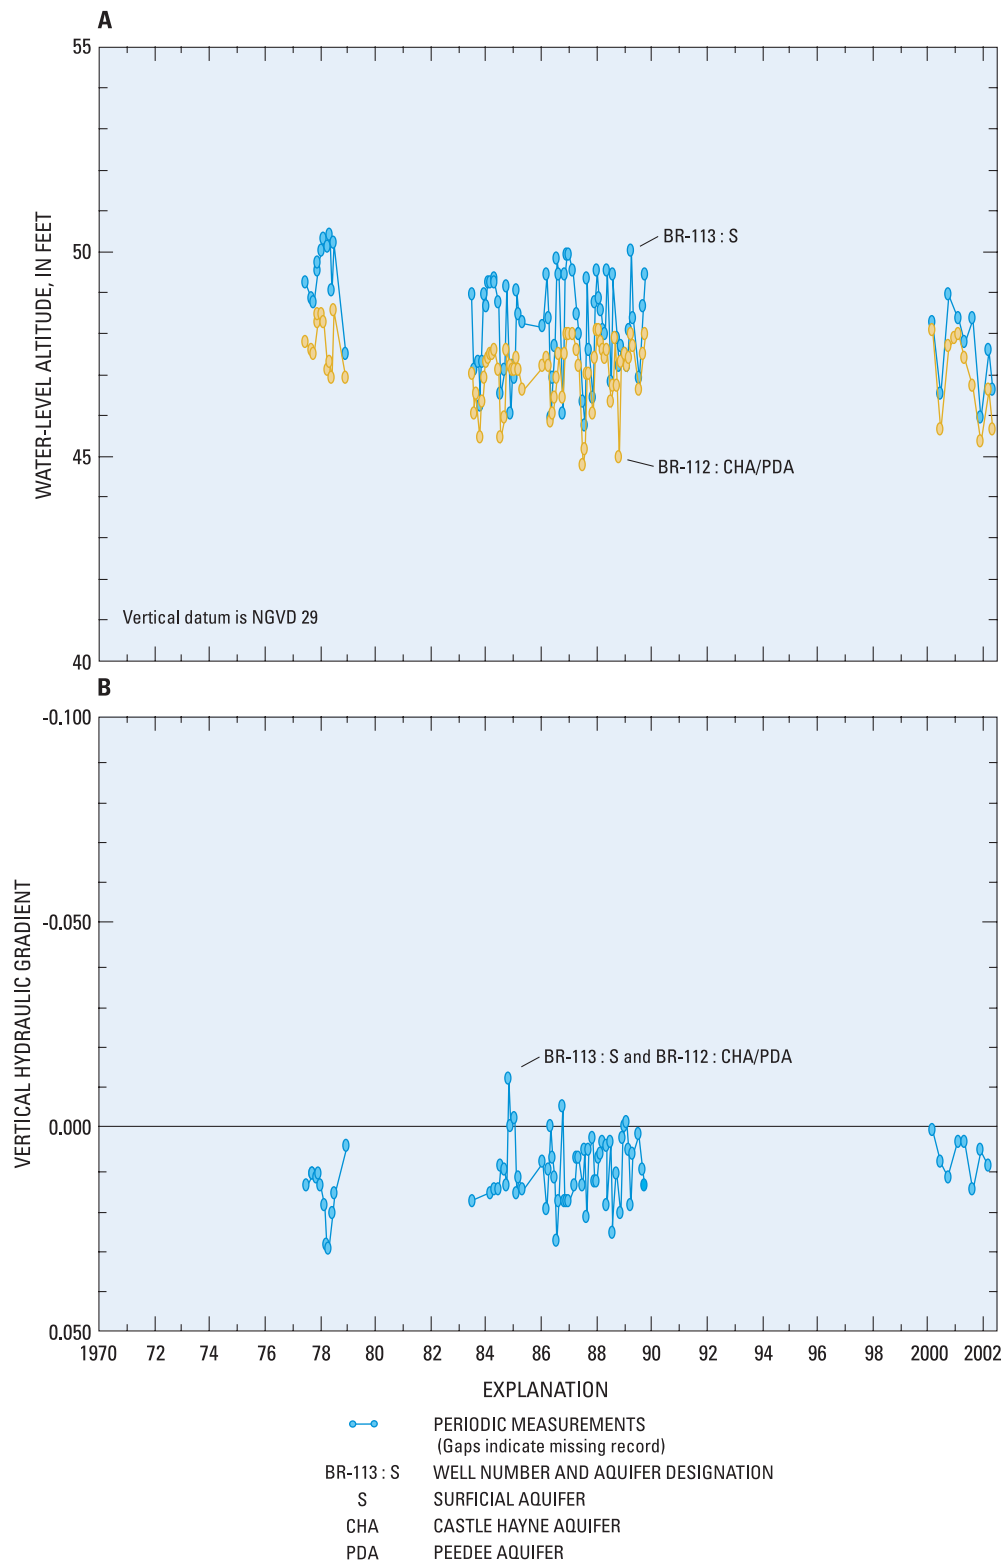 A
55
50
45
40
WATER-LEVEL ALTITUDE, IN FEET
BR-113 : S
BR-112 : CHA/PDA
Vertical datum is NGVD 29
B
-0.100
-0.050
0.000
0.050
VERTICAL HYDRAULIC GRADIENT
BR-113 : S and BR-112 : CHA/PDA
1970 72 74 76 78 80 82 84 86 88 90 92 94 96 98 2000 2002
EXPLANATION
PERIODIC MEASUREMENTS
(Gaps indicate missing record)
BR-113 : S WELL NUMBER AND AQUIFER DESIGNATION
S SURFICIAL AQUIFER
CHA CASTLE HAYNE AQUIFER
PDA PEEDEE AQUIFER